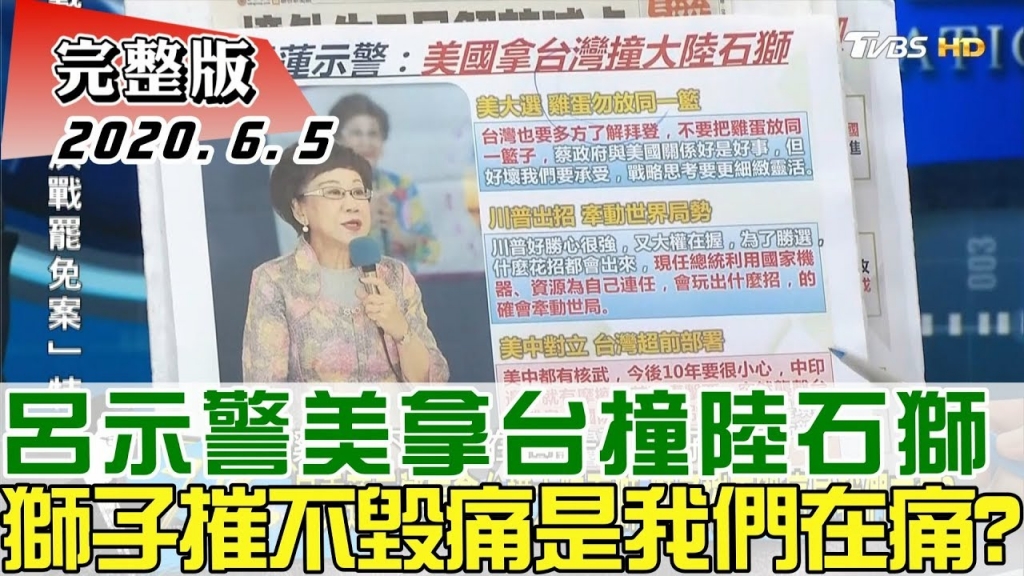 完整版
2020.6.5
TVBS HD
蓮示警：美國拿台灣撞大陸石獅
美大選 雞蛋勿放同一籃
台灣也要多方了解拜登，不要把雞蛋放同
一籃子，蔡政府與美國關係好是好事，但
好壞我們要承受，戰略思考要更細緻靈活。
川普出招 牽動世界局勢
川普好勝心很強，又大權在握，為了勝選，
什麼花招都會出來，現任總統利用國家機
器、資源為自己連任，會玩出什麼招，的
確會牽動世局。
美中對立 台灣超前部署
美中都有核武，今後10年要很小心，中印
戰罷免案」
003
呂示警美拿台撞陸石獅
獅子摧不毀痛是我們在痛?